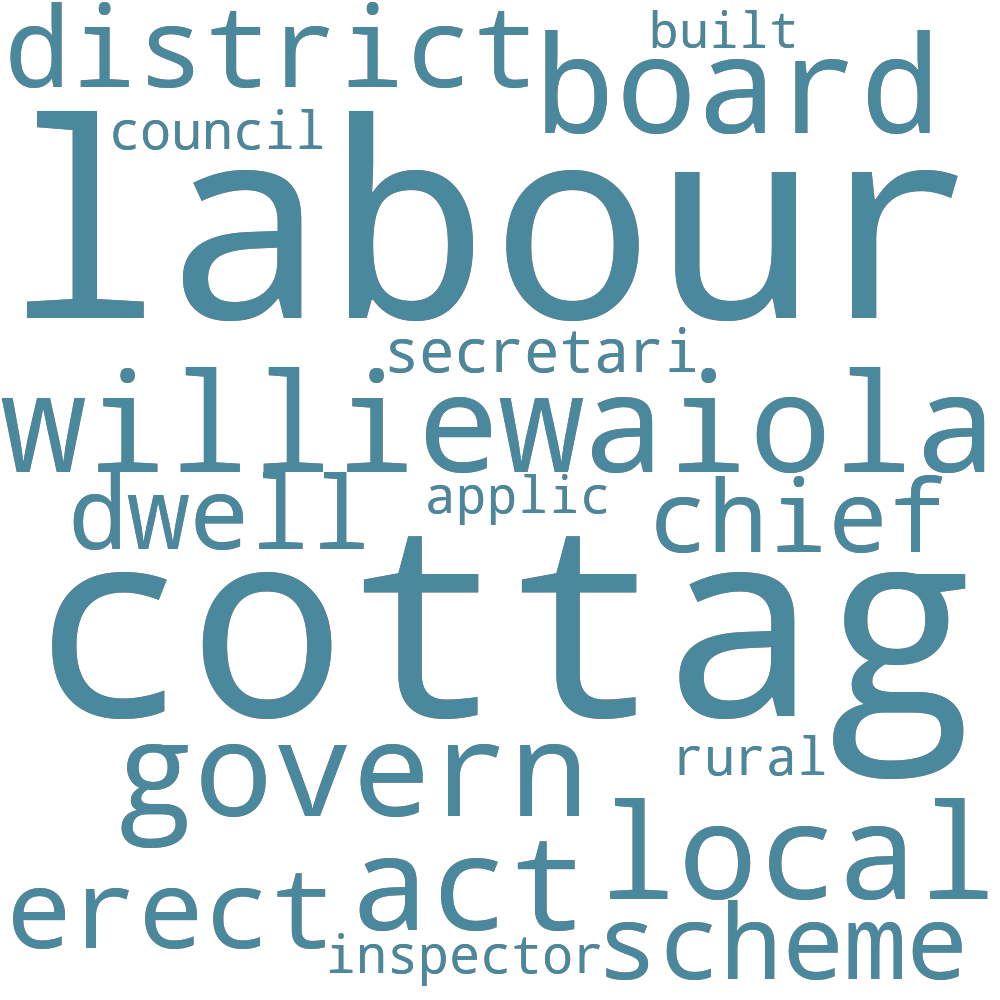 district
built
board
council
labour
secretari
williewaiola
dwell
applic
chief
cottag
govern
rural
local
act
erect
scheme
inspector